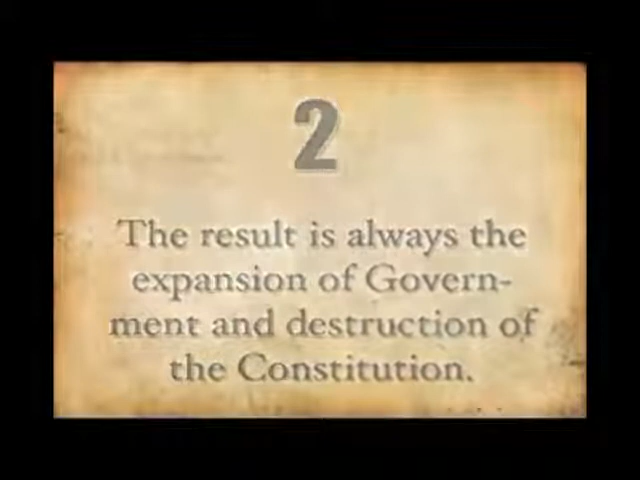 2
The result is always the
expansion of Govern-
ment and destruction of
the Constitution.